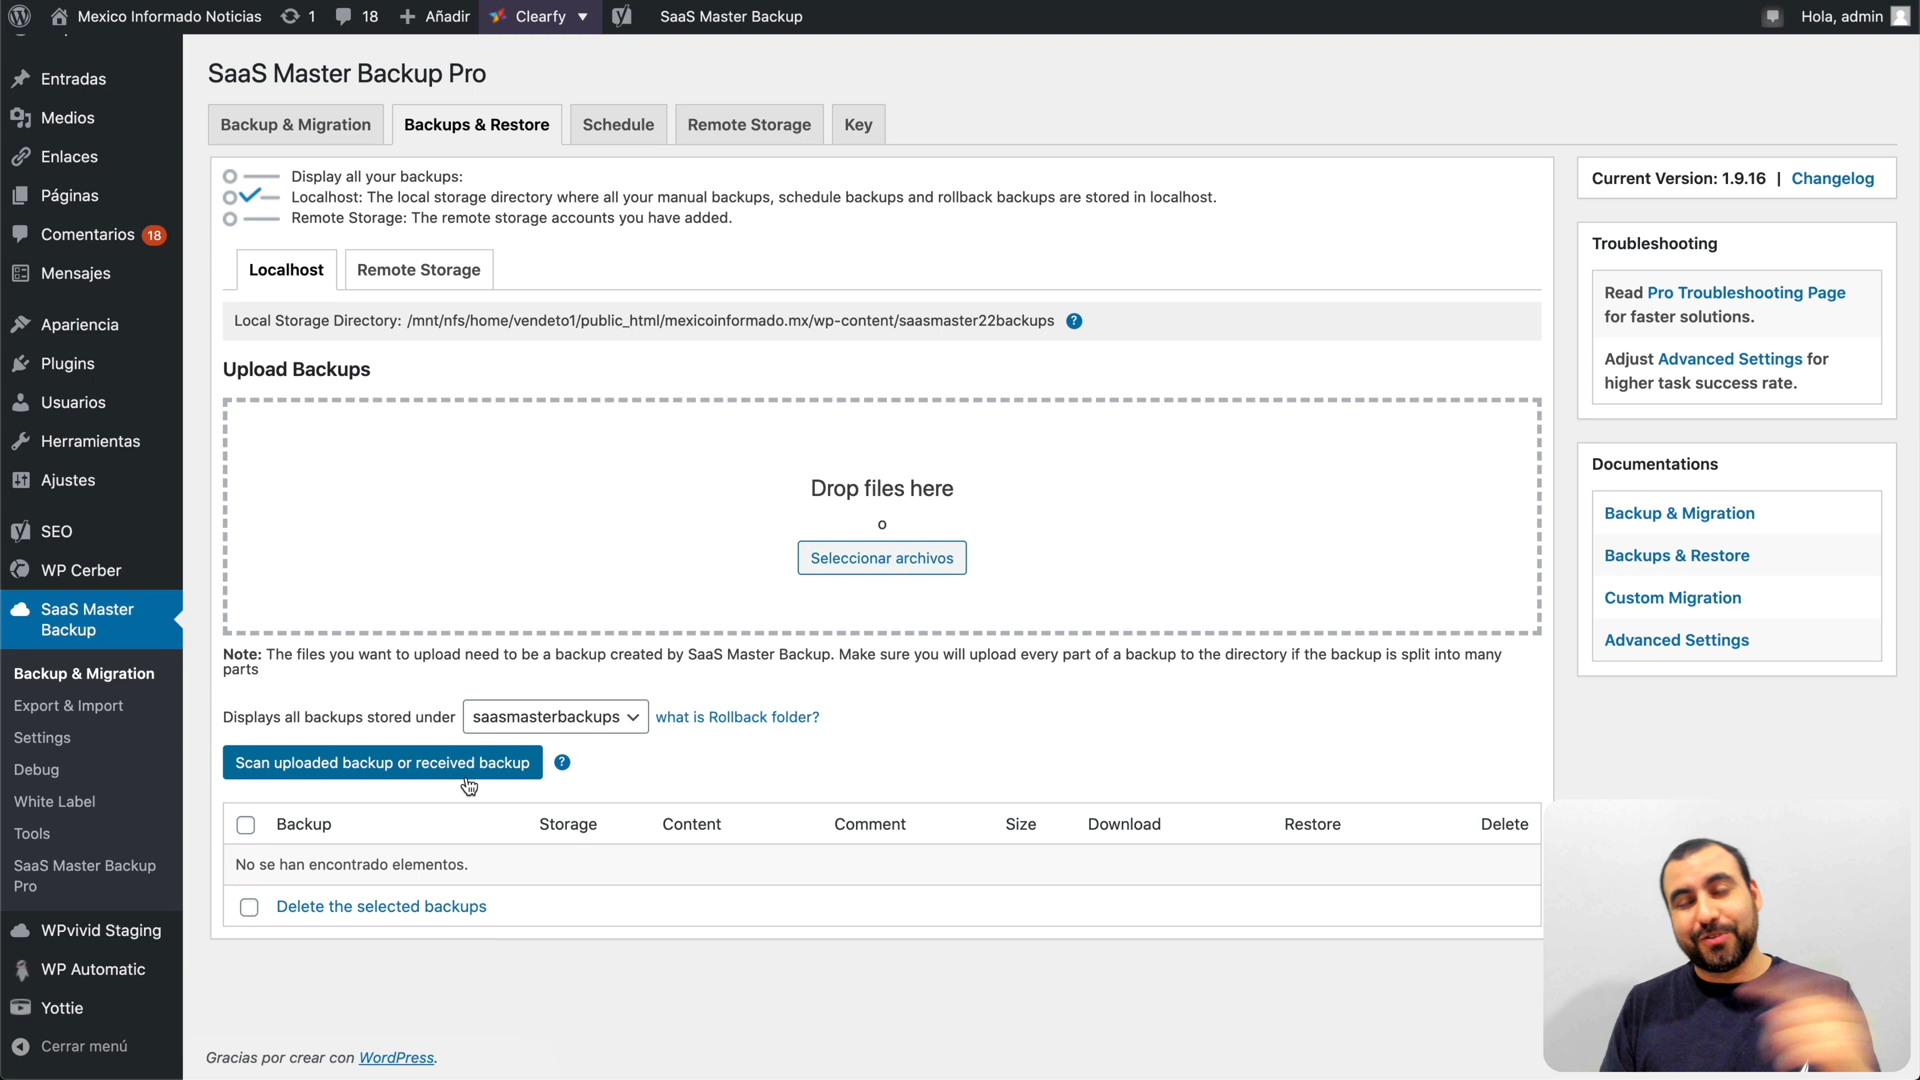 Mexico Informado Noticias 1 18 Añadir Clearfy ▼ SaaS Master Backup Hola, admin
Entradas
Medios
Enlaces
Páginas
Comentarios 18
Mensajes
Apariencia
Plugins
Usuarios
Herramientas
Ajustes
SEO
WP Cerber
SaaS Master
Backup
Backup & Migration
Export & Import
Settings
Debug
White Label
Tools
SaaS Master Backup
Pro
WPvivid Staging
WP Automatic
Yottie
Cerrar menú
SaaS Master Backup Pro
Backup & Migration Backups & Restore Schedule Remote Storage Key
Display all your backups:
Localhost: The local storage directory where all your manual backups, schedule backups and rollback backups are stored in localhost.
Remote Storage: The remote storage accounts you have added.
Localhost Remote Storage
Local Storage Directory: /mnt/nfs/home/vendeto1/public_html/mexicoinformado.mx/wp-content/saasmaster22backups ?
Upload Backups
Drop files here
o
Seleccionar archivos
Note: The files you want to upload need to be a backup created by SaaS Master Backup. Make sure you will upload every part of a backup to the directory if the backup is split into many
parts
Displays all backups stored under saasmasterbackups what is Rollback folder?
Scan uploaded backup or received backup ?
Backup Storage Content Comment Size Download Restore Delete
No se han encontrado elementos.
Delete the selected backups
Gracias por crear con WordPress.
Current Version: 1.9.16 | Changelog
Troubleshooting
Read Pro Troubleshooting Page
for faster solutions.
Adjust Advanced Settings for
higher task success rate.
Documentations
Backup & Migration
Backups & Restore
Custom Migration
Advanced Settings